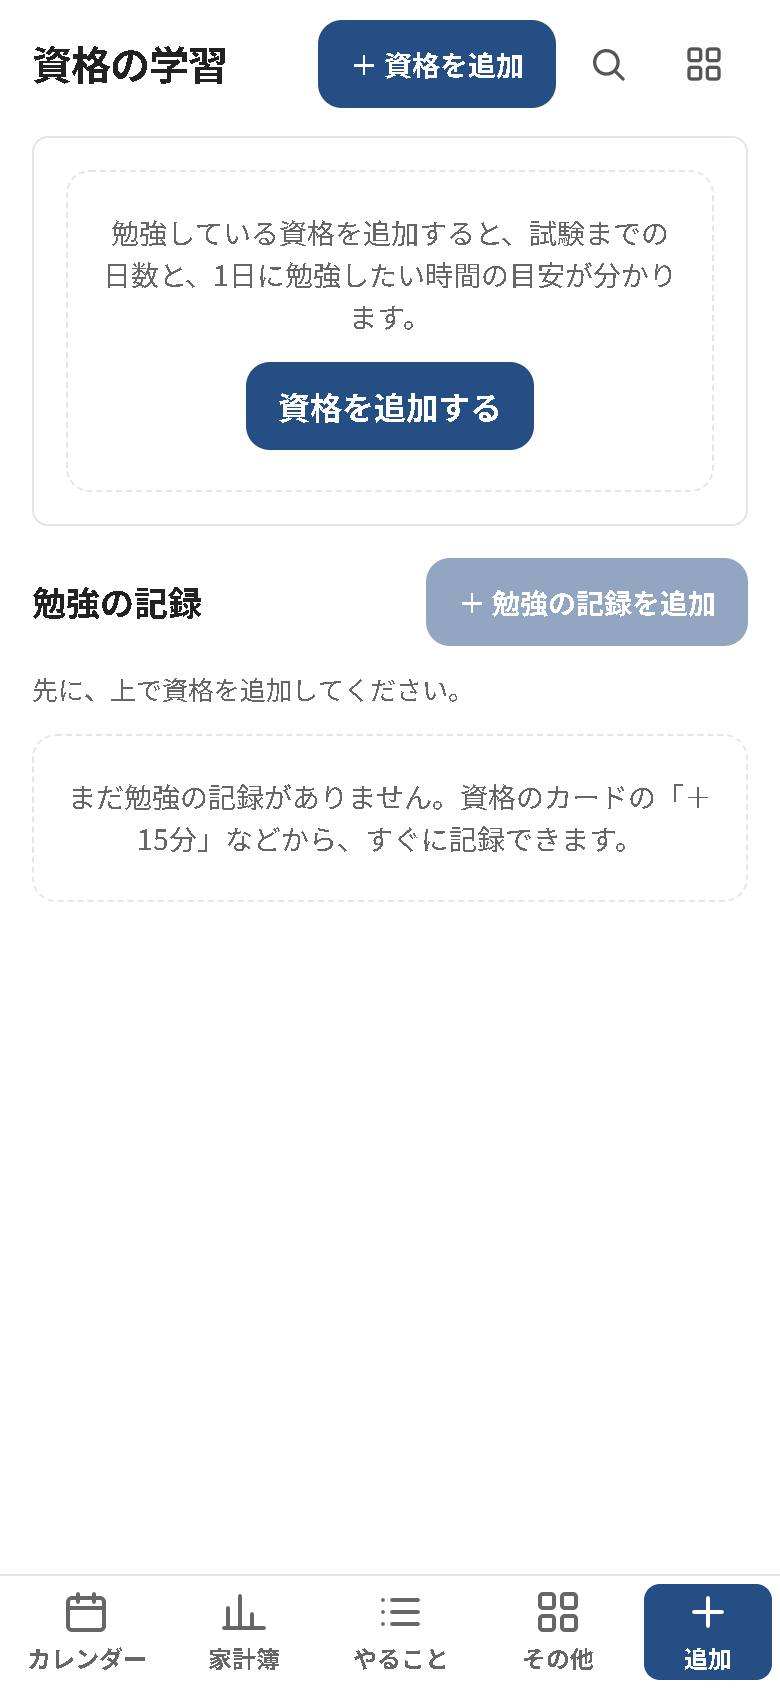 資格の学習
＋ 資格を追加
勉強している資格を追加すると、試験までの
日数と、1日に勉強したい時間の目安が分かり
ます。
資格を追加する
勉強の記録
＋ 勉強の記録を追加
先に、上で資格を追加してください。
まだ勉強の記録がありません。資格のカードの「＋
15分」などから、すぐに記録できます。
カレンダー
家計簿
やること
その他
追加